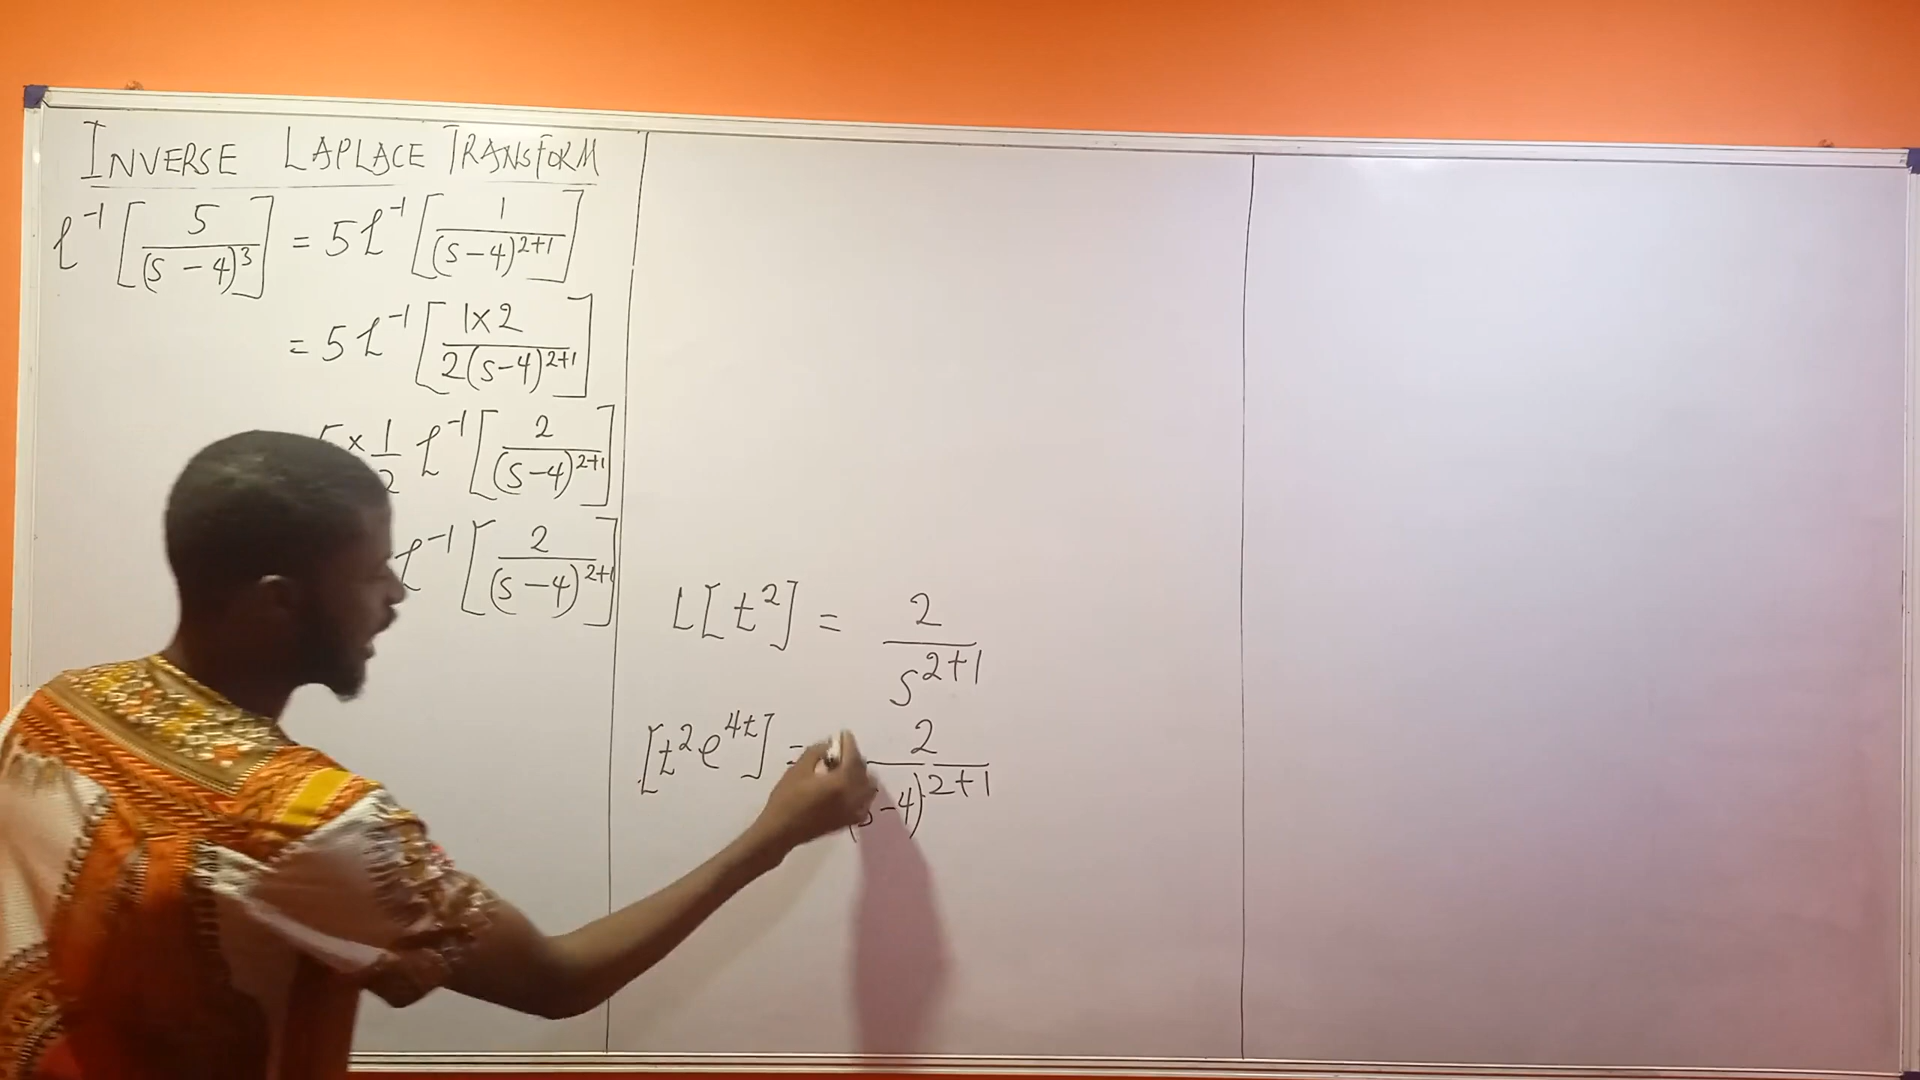 INVERSE LAPLACE TRANSFORM
ℓ⁻¹[5/(s-4)³] = 5ℓ⁻¹[1/(s-4)²⁺¹]
= 5ℓ⁻¹[1×2/2(s-4)²⁺¹]
5×1/2 ℓ⁻¹[2/(s-4)²⁺¹]
ℓ⁻¹[2/(s-4)²⁺¹]
L[t²] = 2/s²⁺¹
[t²e⁴ᵗ] = 2/(s-4)²⁺¹